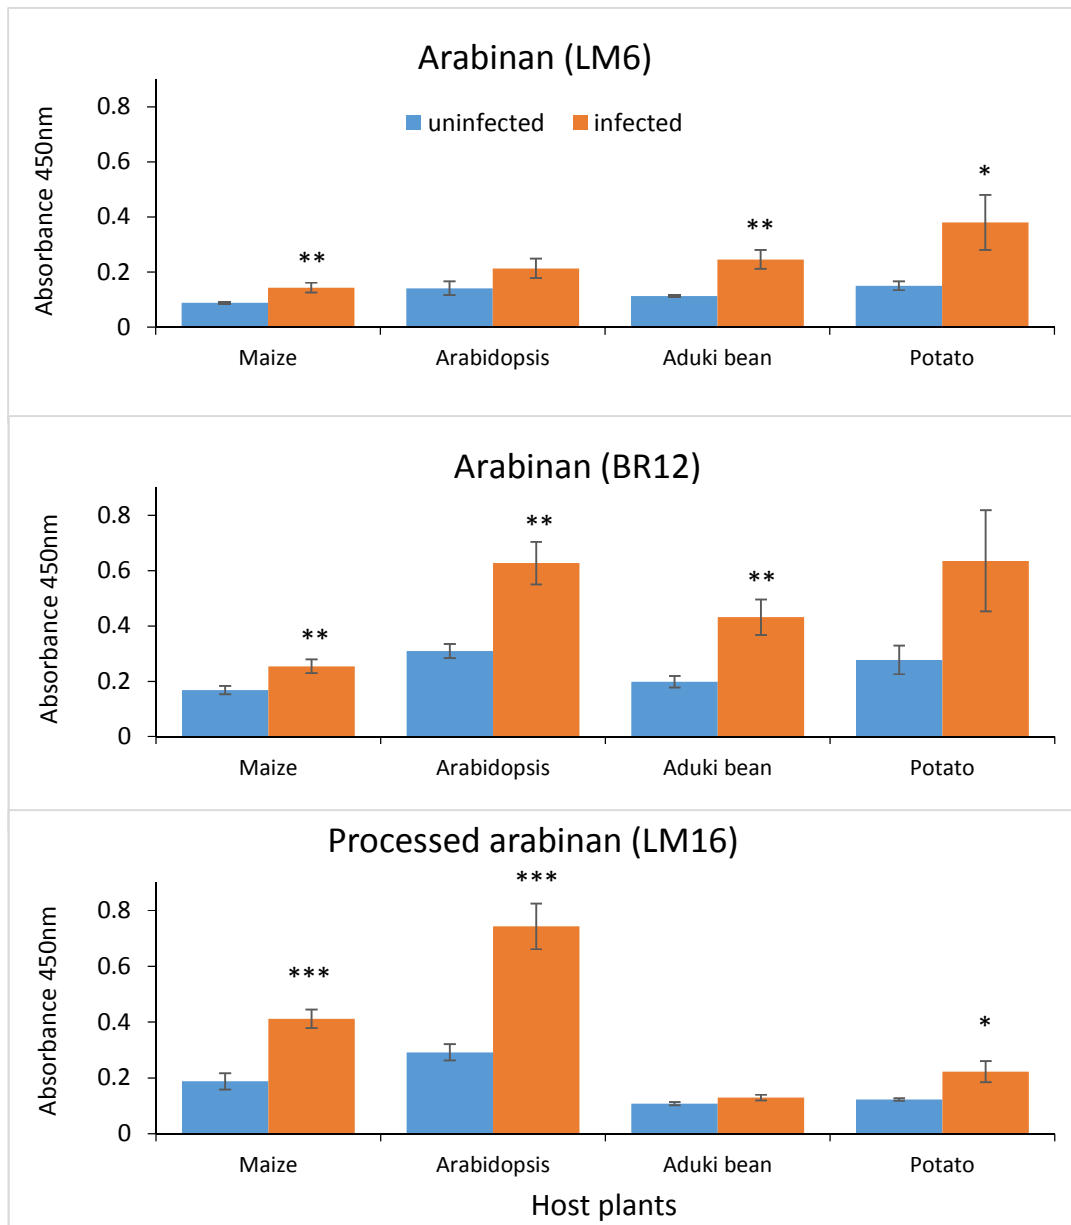 Arabinan (LM6)
Absorbance 450nm
0.8
0.6
0.4
0.2
0
uninfected infected
** ** *
Maize Arabidopsis Aduki bean Potato
Arabinan (BR12)
Absorbance 450nm
0.8
0.6
0.4
0.2
0
** ** **
Maize Arabidopsis Aduki bean Potato
Processed arabinan (LM16)
Absorbance 450nm
0.8
0.6
0.4
0.2
0
*** *** *
Maize Arabidopsis Aduki bean Potato
Host plants